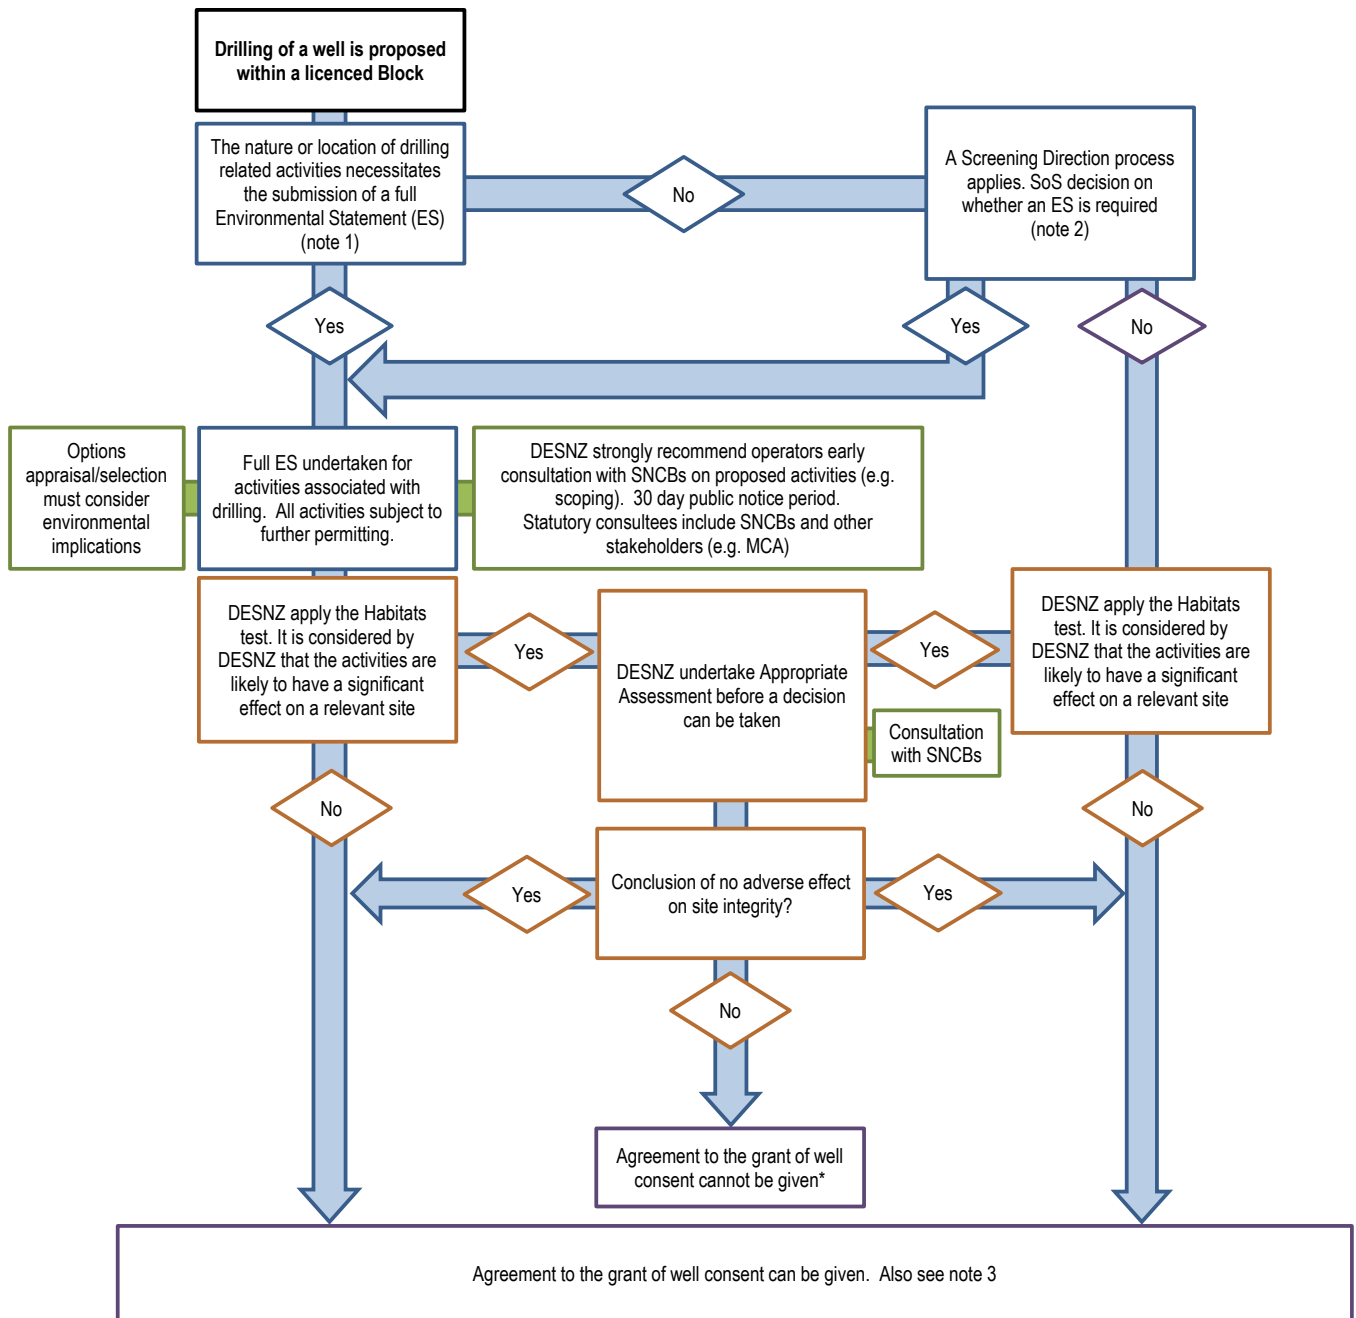 Drilling of a well is proposed
within a licenced Block
The nature or location of drilling
related activities necessitates
the submission of a full
Environmental Statement (ES)
(note 1)
No
A Screening Direction process
applies. SoS decision on
whether an ES is required
(note 2)
Yes
Yes
No
Options
appraisal/selection
must consider
environmental
implications
Full ES undertaken for
activities associated with
drilling. All activities subject to
further permitting.
DESNZ strongly recommend operators early
consultation with SNCBs on proposed activities (e.g.
scoping). 30 day public notice period.
Statutory consultees include SNCBs and other
stakeholders (e.g. MCA)
DESNZ apply the Habitats
test. It is considered by
DESNZ that the activities are
likely to have a significant
effect on a relevant site
Yes
DESNZ undertake Appropriate
Assessment before a decision
can be taken
Yes
DESNZ apply the Habitats
test. It is considered by
DESNZ that the activities are
likely to have a significant
effect on a relevant site
Consultation
with SNCBs
No
No
Yes
Conclusion of no adverse effect
on site integrity?
Yes
No
Agreement to the grant of well
consent cannot be given*
Agreement to the grant of well consent can be given. Also see note 3